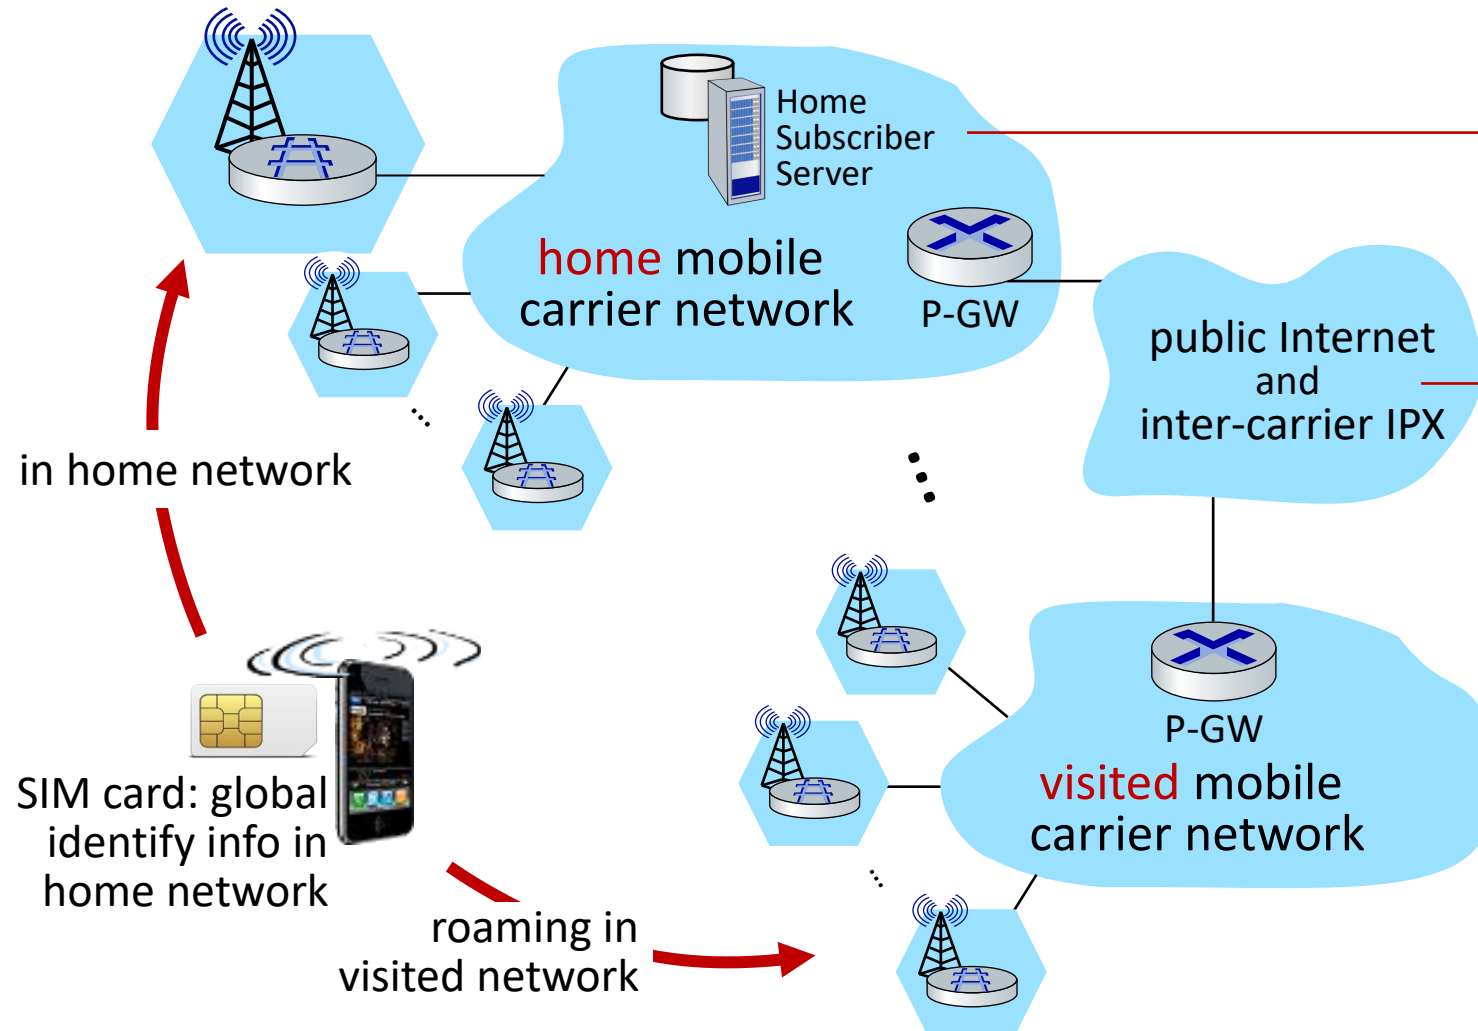 Home
Subscriber
Server
home mobile
carrier network
P-GW
public Internet
and
inter-carrier IPX
in home network
P-GW
visited mobile
carrier network
SIM card: global
identify info in
home network
roaming in
visited network